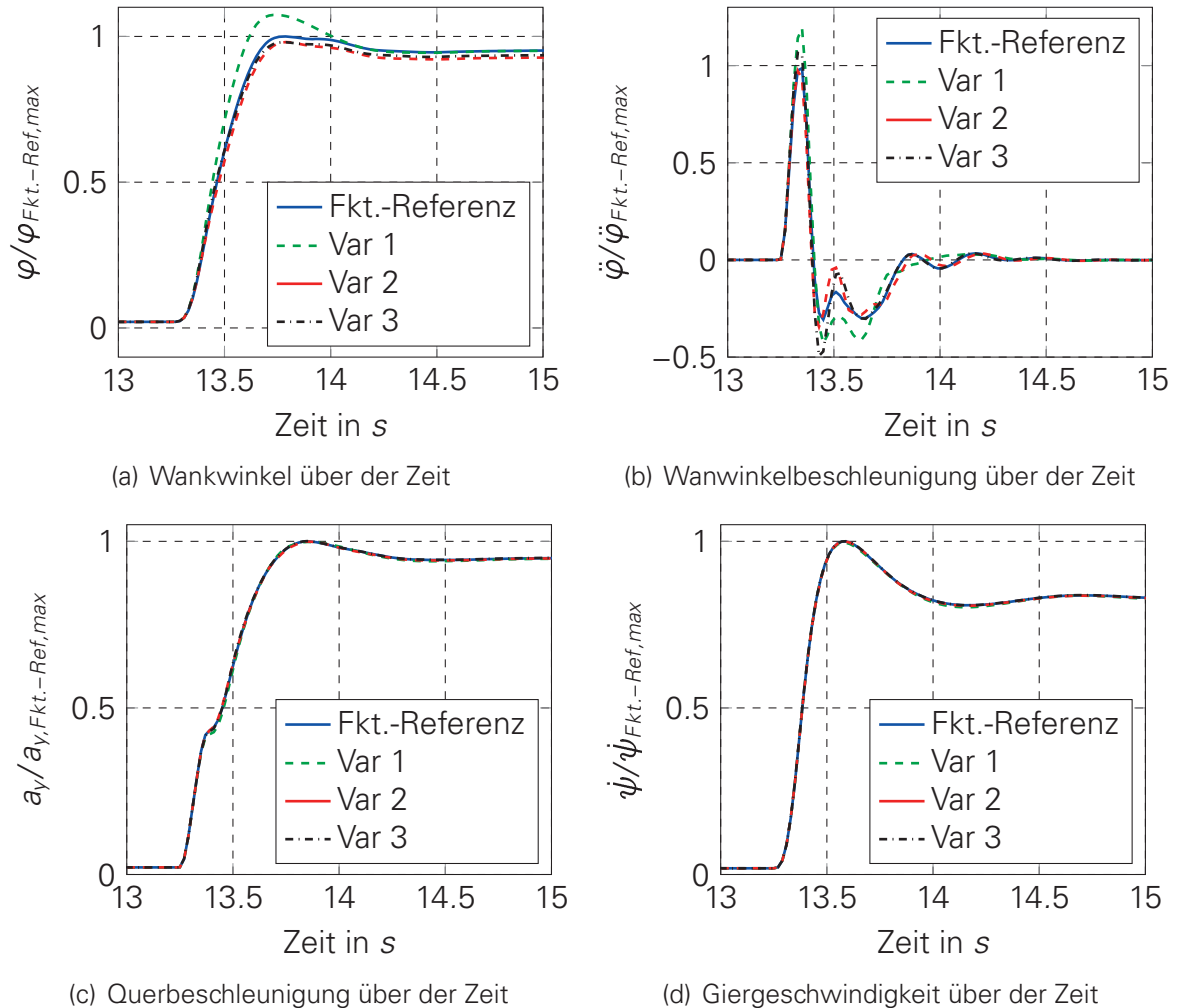 φ/φFkt.−Ref,max
1
0.5
0
Fkt.-Referenz
Var 1
Var 2
Var 3
13 13.5 14 14.5 15
Zeit in s
(a) Wankwinkel über der Zeit
φ̈/φ̈Fkt.−Ref,max
1
0.5
0
−0.5
Fkt.-Referenz
Var 1
Var 2
Var 3
13 13.5 14 14.5 15
Zeit in s
(b) Wanwinkelbeschleunigung über der Zeit
ay/ay,Fkt.−Ref,max
1
0.5
0
Fkt.-Referenz
Var 1
Var 2
Var 3
13 13.5 14 14.5 15
Zeit in s
(c) Querbeschleunigung über der Zeit
ψ̇/ψ̇Fkt.−Ref,max
1
0.5
0
Fkt.-Referenz
Var 1
Var 2
Var 3
13 13.5 14 14.5 15
Zeit in s
(d) Giergeschwindigkeit über der Zeit